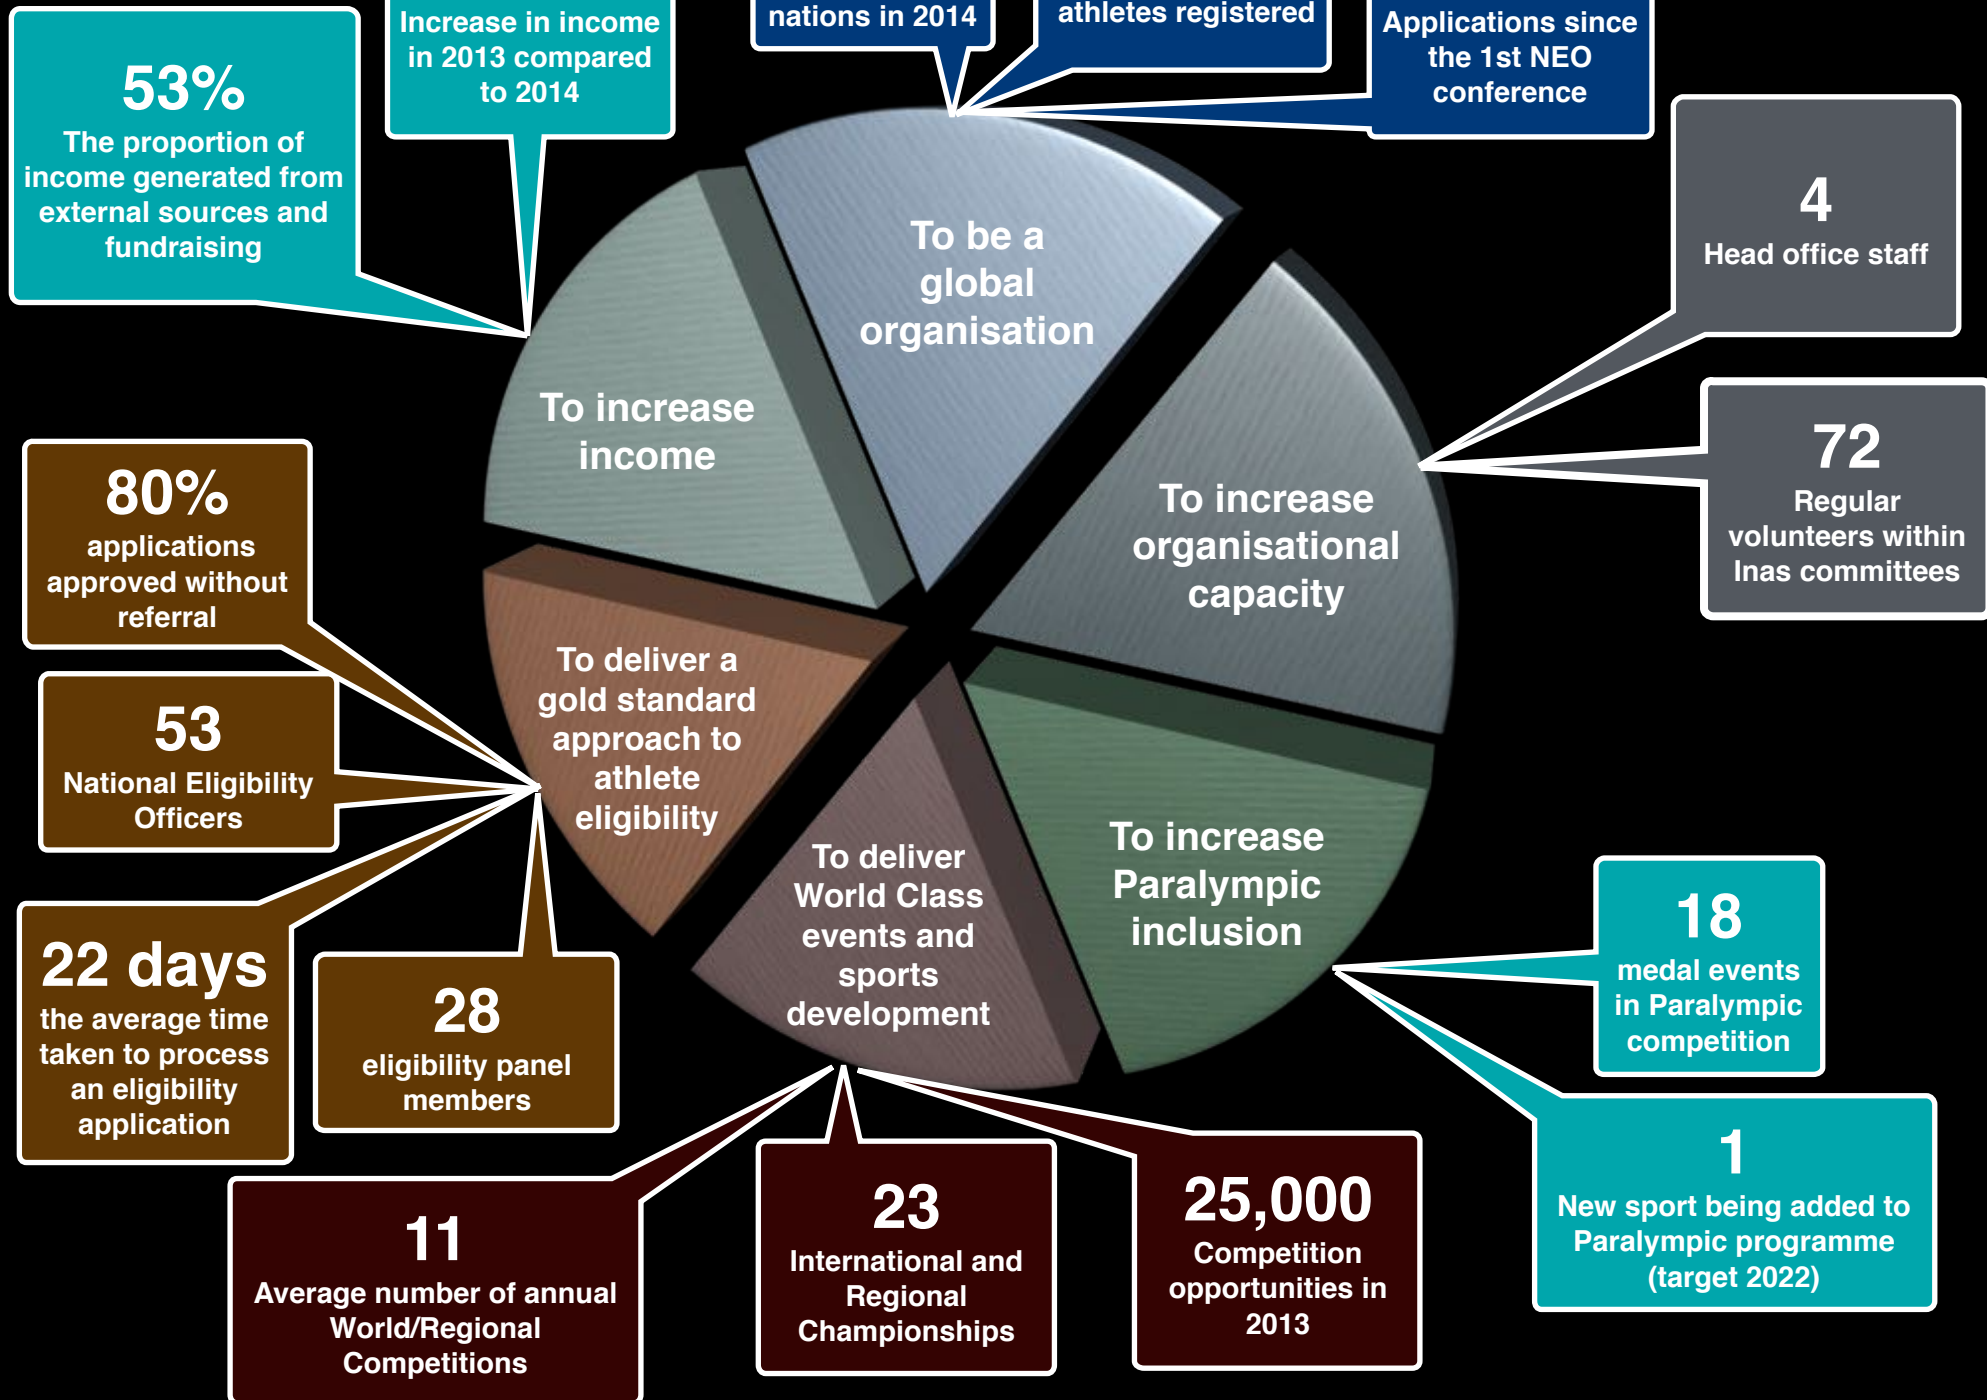 Increase in income
in 2013 compared
to 2014
nations in 2014
athletes registered
Applications since
the 1st NEO
conference
53%
The proportion of
income generated from
external sources and
fundraising
4
Head office staff
72
Regular
volunteers within
Inas committees
To be a
global
organisation
To increase
income
To increase
organisational
capacity
To deliver a
gold standard
approach to
athlete
eligibility
To deliver
World Class
events and
sports
development
To increase
Paralympic
inclusion
80%
applications
approved without
referral
53
National Eligibility
Officers
22 days
the average time
taken to process
an eligibility
application
28
eligibility panel
members
18
medal events
in Paralympic
competition
1
New sport being added to
Paralympic programme
(target 2022)
11
Average number of annual
World/Regional
Competitions
23
International and
Regional
Championships
25,000
Competition
opportunities in
2013